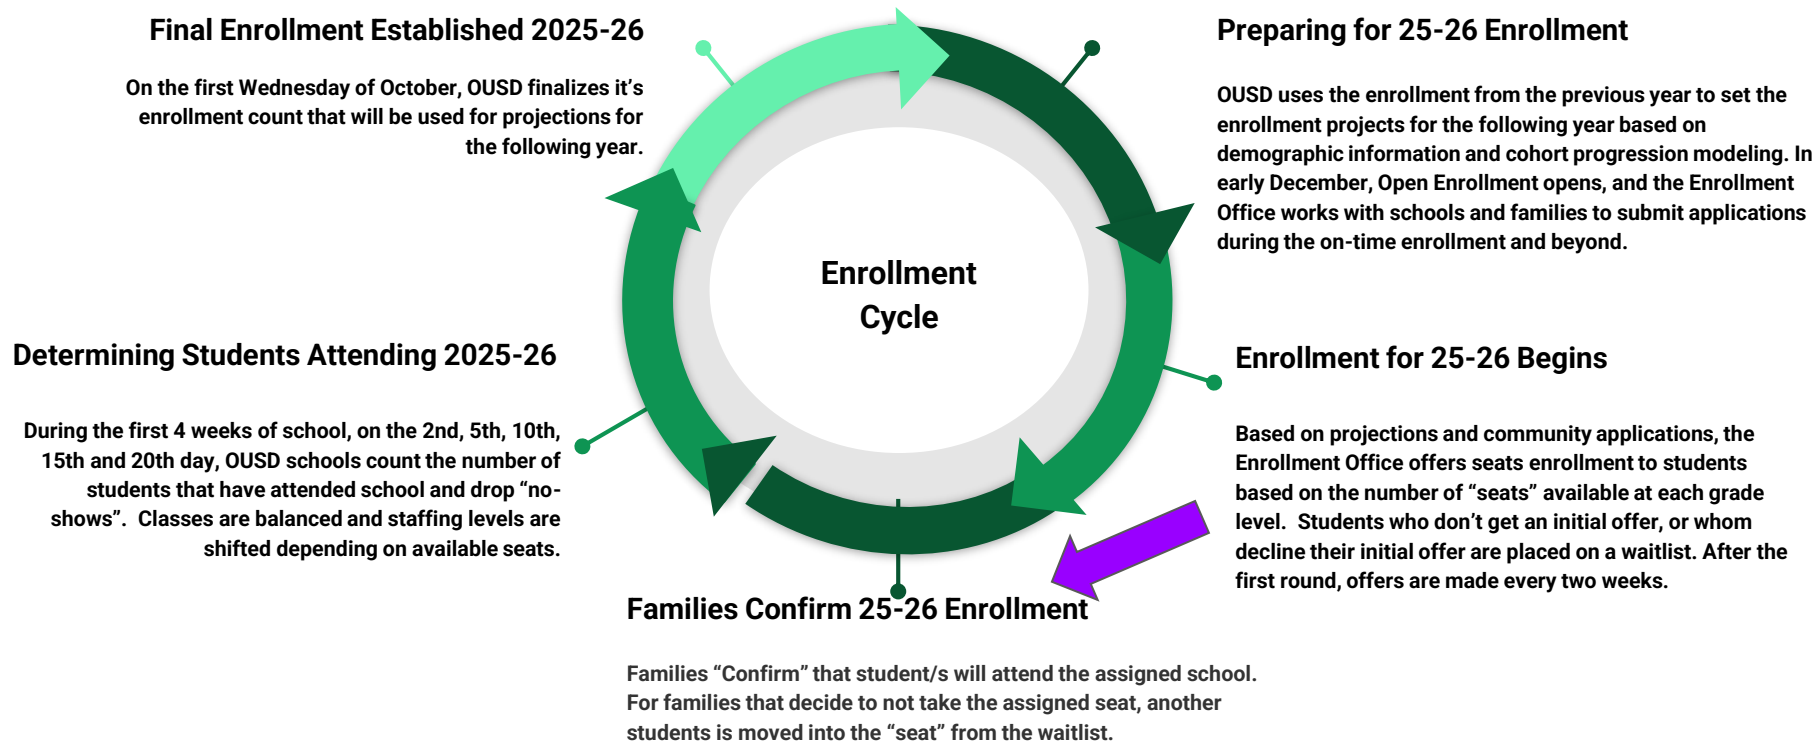 Final Enrollment Established 2025-26
On the first Wednesday of October, OUSD finalizes it’s
enrollment count that will be used for projections for
the following year.
Preparing for 25-26 Enrollment
OUSD uses the enrollment from the previous year to set the
enrollment projects for the following year based on
demographic information and cohort progression modeling. In
early December, Open Enrollment opens, and the Enrollment
Office works with schools and families to submit applications
during the on-time enrollment and beyond.
Enrollment
Cycle
Determining Students Attending 2025-26
During the first 4 weeks of school, on the 2nd, 5th, 10th,
15th and 20th day, OUSD schools count the number of
students that have attended school and drop “no-
shows”.  Classes are balanced and staffing levels are
shifted depending on available seats.
Enrollment for 25-26 Begins
Based on projections and community applications, the
Enrollment Office offers seats enrollment to students
based on the number of “seats” available at each grade
level.  Students who don’t get an initial offer, or whom
decline their initial offer are placed on a waitlist. After the
first round, offers are made every two weeks.
Families Confirm 25-26 Enrollment
Families “Confirm” that student/s will attend the assigned school.
For families that decide to not take the assigned seat, another
students is moved into the “seat” from the waitlist.